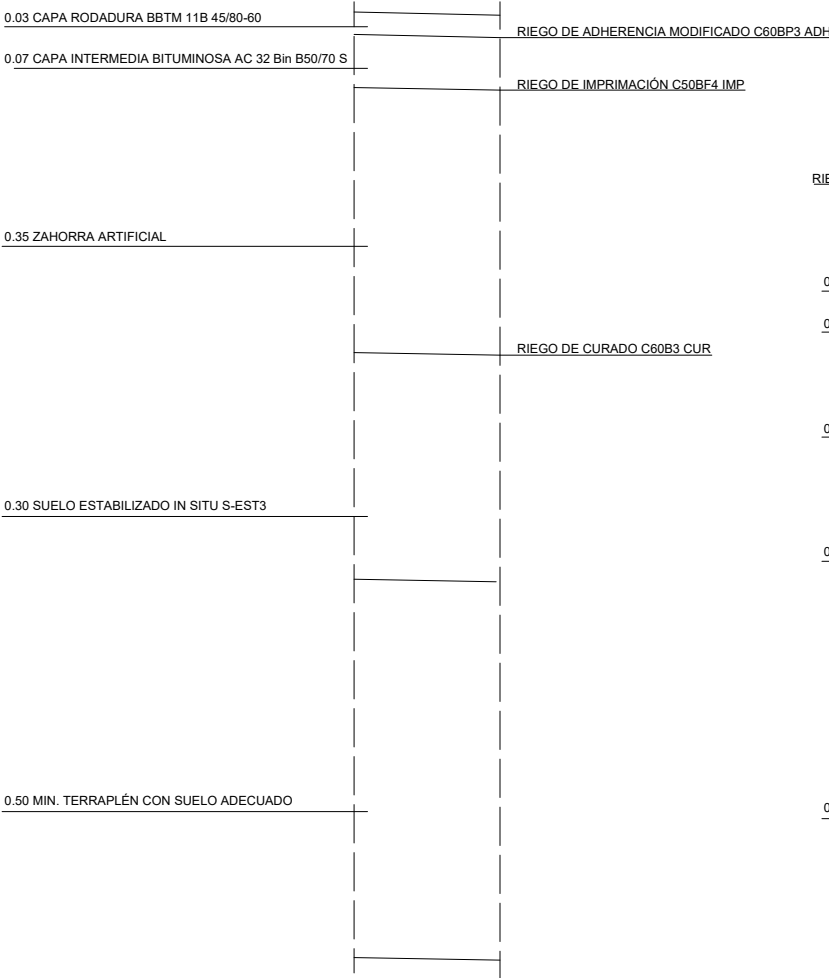 0.03 CAPA RODADURA BBTM 11B 45/80-60
RIEGO DE ADHERENCIA MODIFICADO C60BP3 ADH
0.07 CAPA INTERMEDIA BITUMINOSA AC 32 Bin B50/70 S
RIEGO DE IMPRIMACIÓN C50BF4 IMP
0.35 ZAHORRA ARTIFICIAL
RIEGO DE CURADO C60B3 CUR
0.30 SUELO ESTABILIZADO IN SITU S-EST3
0.50 MIN. TERRAPLÉN CON SUELO ADECUADO